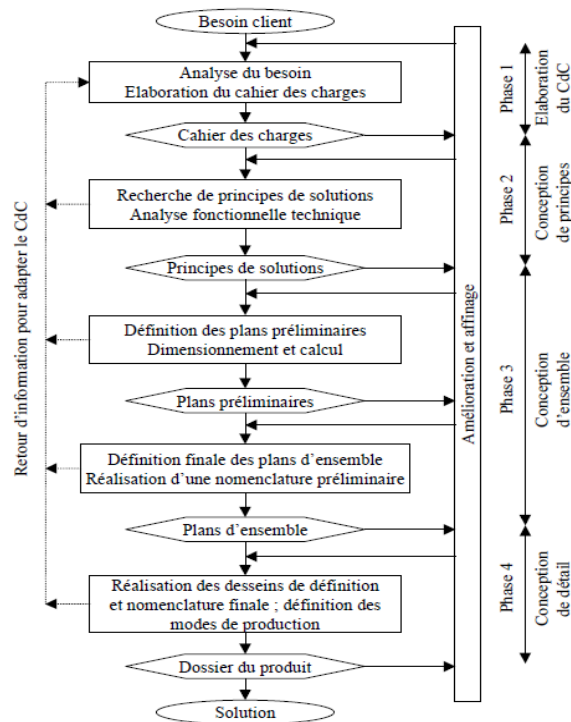 Besoin client
Analyse du besoin
Elaboration du cahier des charges
Cahier des charges
Recherche de principes de solutions
Analyse fonctionnelle technique
Principes de solutions
Définition des plans préliminaires
Dimensionnement et calcul
Plans préliminaires
Définition finale des plans d'ensemble
Réalisation d'une nomenclature préliminaire
Plans d'ensemble
Réalisation des desseins de définition
et nomenclature finale ; définition des
modes de production
Dossier du produit
Solution
Retour d'information pour adapter le CdC
Amélioration et affinage
Phase 1
Elaboration
du CdC
Phase 2
Conception
de principes
Phase 3
Conception
d'ensemble
Phase 4
Conception
de détail